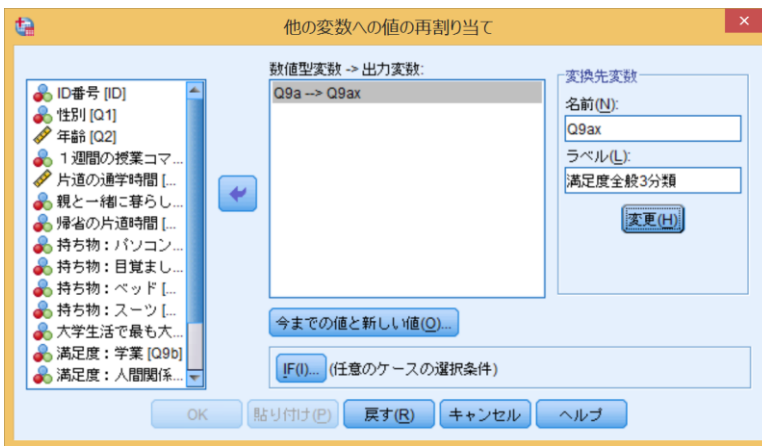 他の変数への値の再割り当て
ID番号 [ID]
性別 [Q1]
年齢 [Q2]
１週間の授業コマ...
片道の通学時間 [...
親と一緒に暮らし...
帰省の片道時間 [...
持ち物：パソコン...
持ち物：目覚まし...
持ち物：ベッド [...
持ち物：スーツ [...
大学生活で最も大...
満足度：学業 [Q9b]
満足度：人間関係...
数値型変数 -> 出力変数:
Q9a --> Q9ax
変換先変数
名前(N):
Q9ax
ラベル(L):
満足度全般3分類
変更(H)
今までの値と新しい値(O)...
IF(I)... (任意のケースの選択条件)
OK 貼り付け(P) 戻す(R) キャンセル ヘルプ